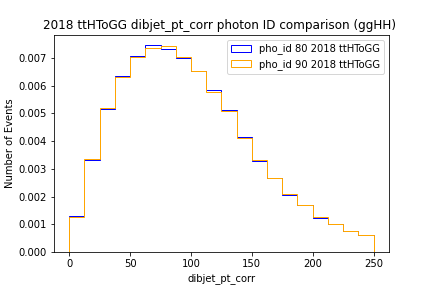 2018 ttHToGG dibjet_pt_corr photon ID comparison (ggHH)
pho_id 80 2018 ttHToGG
pho_id 90 2018 ttHToGG
Number of Events
0.007
0.006
0.005
0.004
0.003
0.002
0.001
0.000
0 50 100 150 200 250
dibjet_pt_corr